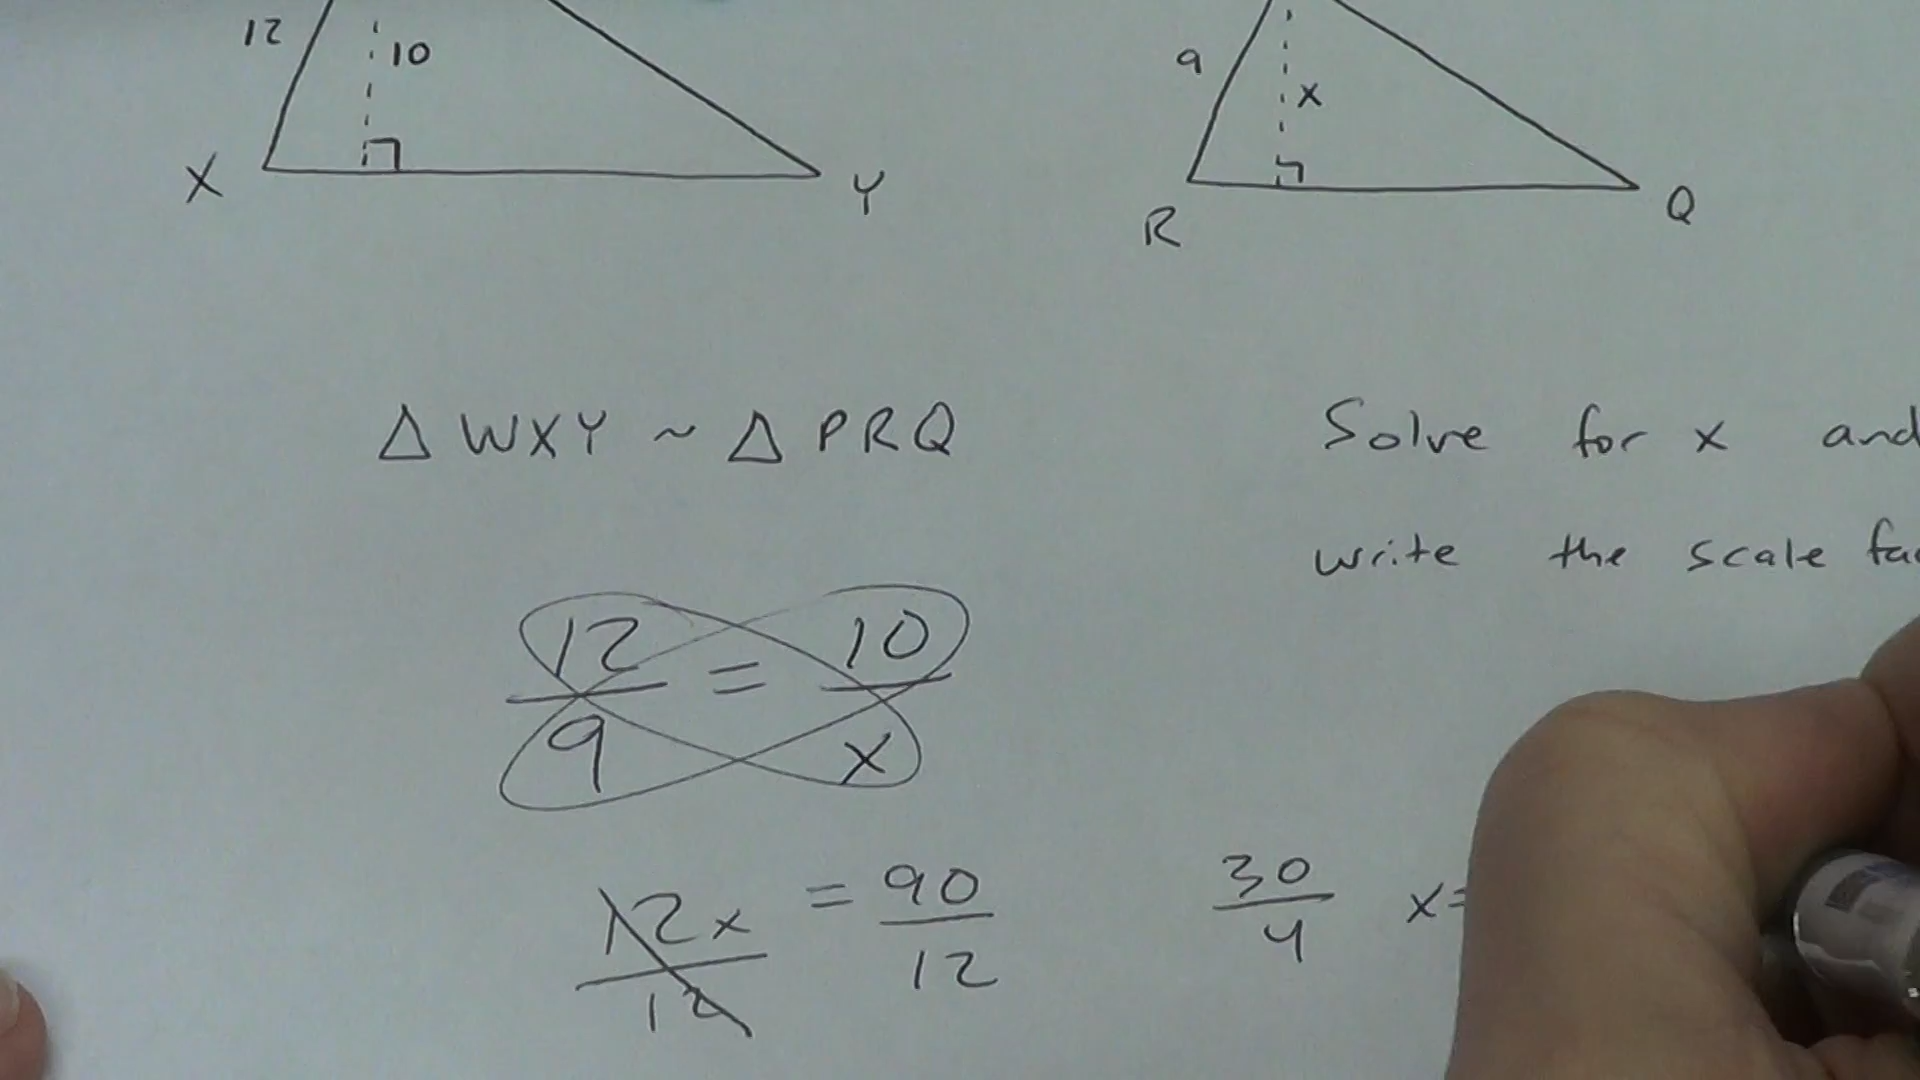 12
10
9
x
X
Y
R
Q
Δ WXY ~ Δ PRQ
Solve for x and
write the scale
12/9 = 10/x
12x/12 = 90/12
30/4 x=